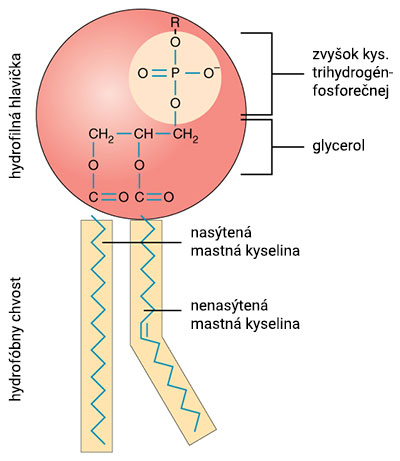 hydrofilná hlavička
R
O
O=P-O⁻
O
CH₂-CH-CH₂
O O
C=O C=O
zvyšok kys.
trihydrogén-
fosforečnej
glycerol
hydrofóbny chvost
nasýtená
mastná kyselina
nenasýtená
mastná kyselina